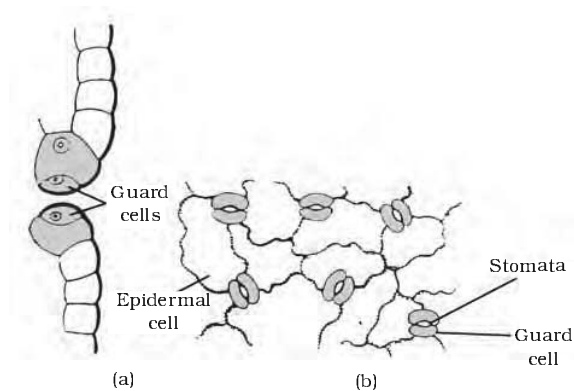 Guard
cells
Epidermal
cell
Stomata
Guard
cell
(a)
(b)